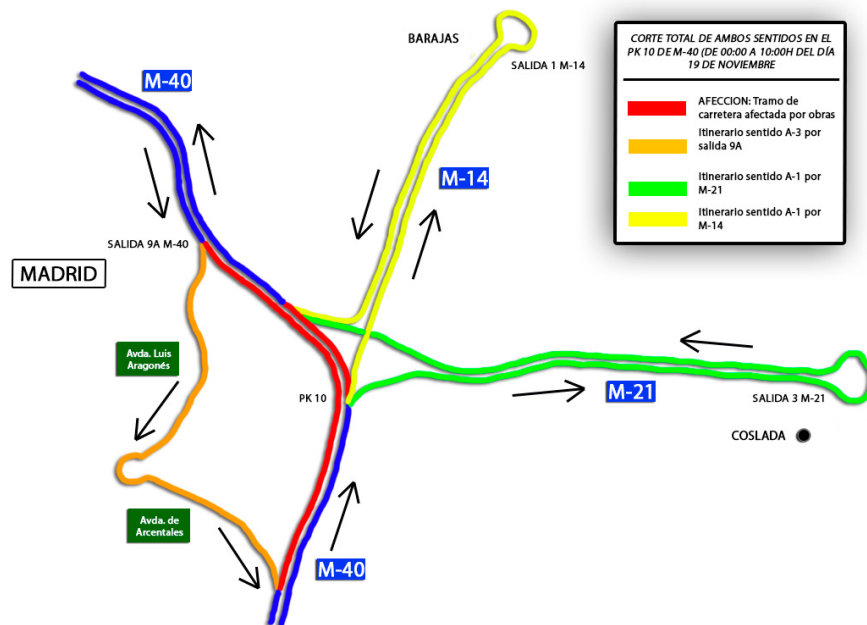 BARAJAS
SALIDA 1 M-14
M-40
M-14
SALIDA 9A M-40
MADRID
Avda. Luis
Aragonés
PK 10
M-21
SALIDA 3 M-21
COSLADA
Avda. de
Arcentales
M-40
CORTE TOTAL DE AMBOS SENTIDOS EN EL
PK 10 DE M-40 (DE 00:00 A 10:00H DEL DÍA
19 DE NOVIEMBRE
AFECCION: Tramo de
carretera afectada por obras
Itinerario sentido A-3 por
salida 9A
Itinerario sentido A-1 por
M-21
Itinerario sentido A-1 por
M-14